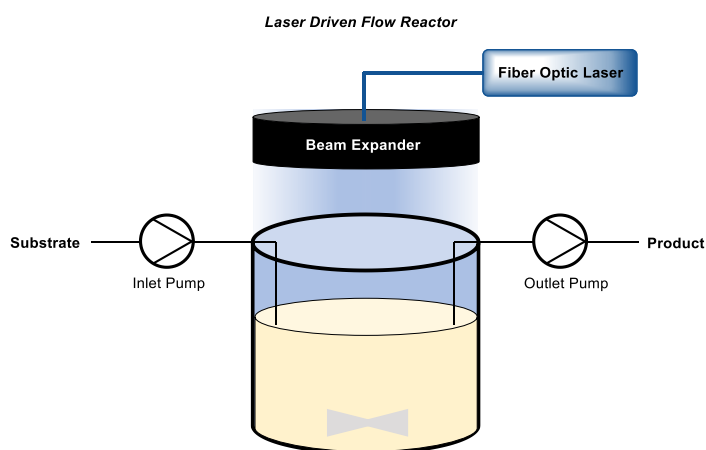 Laser Driven Flow Reactor
Fiber Optic Laser
Beam Expander
Substrate
Product
Inlet Pump
Outlet Pump